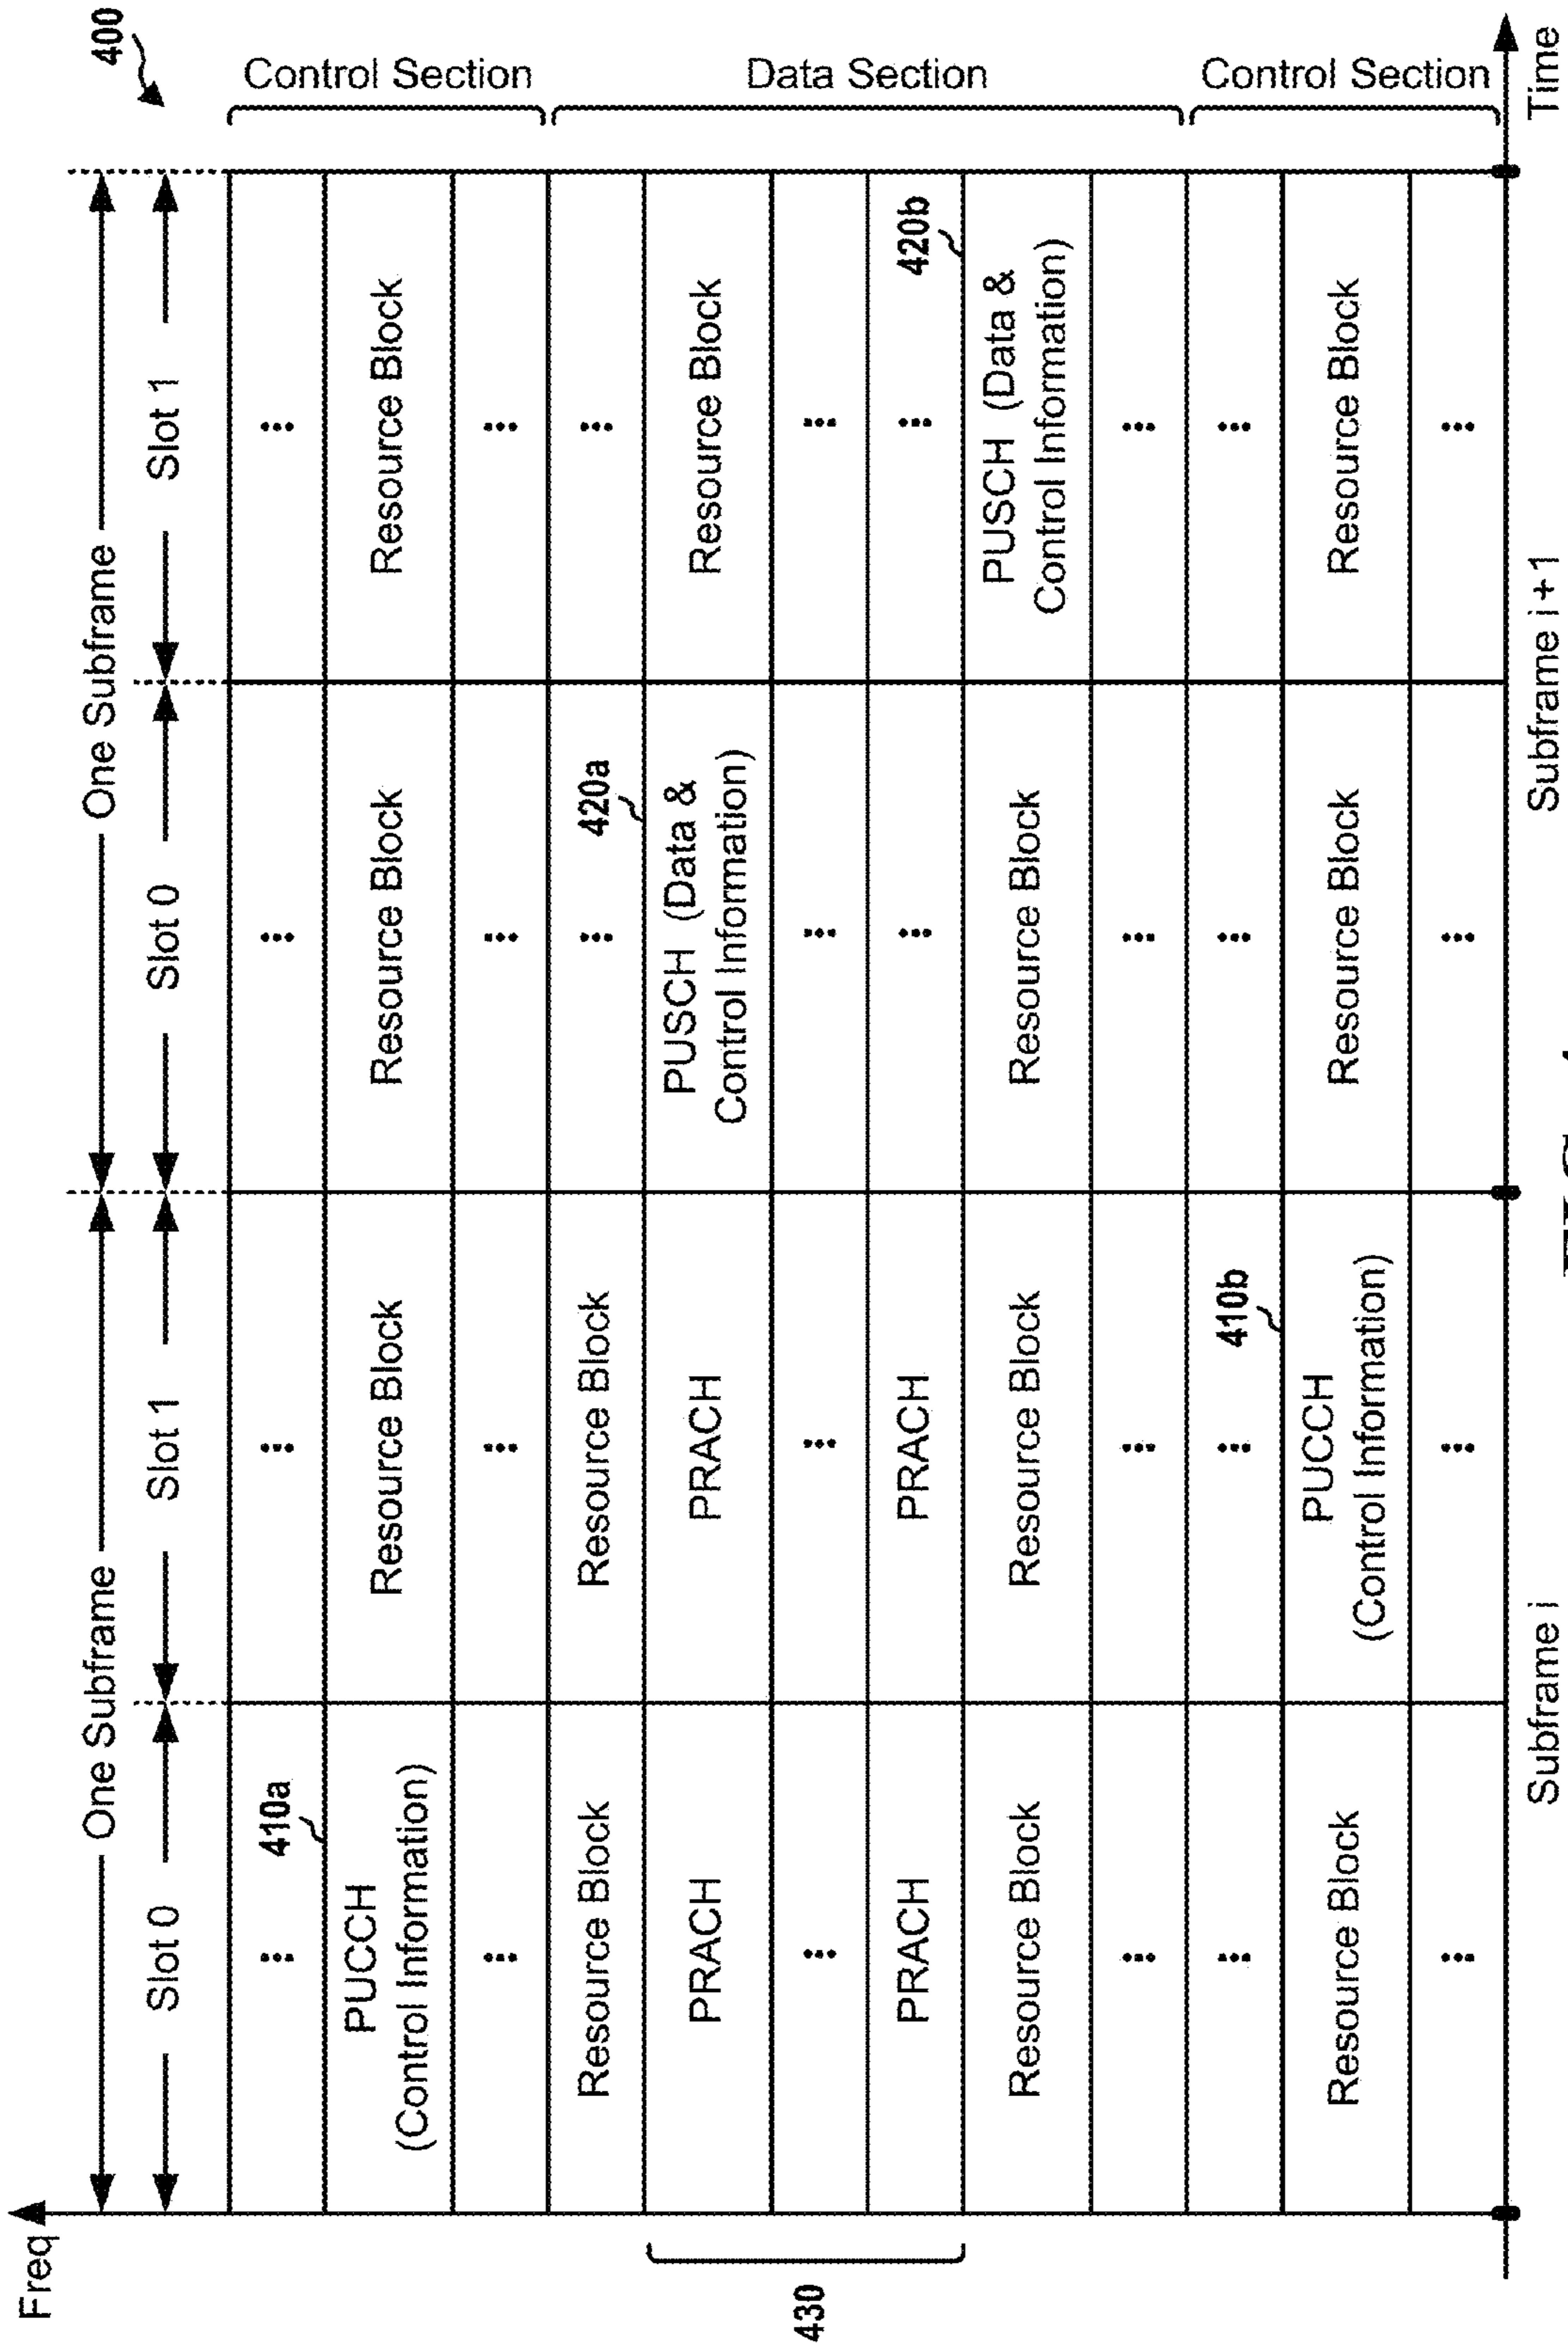 400
Freq
One Subframe
One Subframe
Slot 0
Slot 1
Slot 0
Slot 1
⋮
⋮
⋮
⋮
Control Section
410a
PUCCH
(Control Information)
Resource Block
Resource Block
Resource Block
⋮
⋮
⋮
⋮
Resource Block
Resource Block
⋮
⋮
Data Section
420a
430
PRACH
PRACH
PUSCH (Data &
Control Information)
Resource Block
⋮
⋮
⋮
⋮
PRACH
PRACH
⋮
⋮
420b
Resource Block
Resource Block
Resource Block
PUSCH (Data &
Control Information)
⋮
⋮
⋮
⋮
⋮
⋮
⋮
⋮
Control Section
410b
Resource Block
PUCCH
(Control Information)
Resource Block
Resource Block
⋮
⋮
⋮
⋮
Subframe i
Subframe i + 1
Time